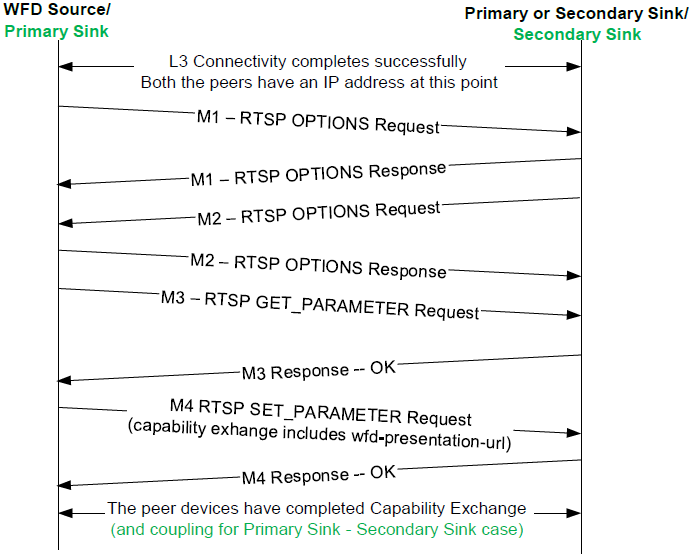 WFD Source/
Primary Sink
Primary or Secondary Sink/
Secondary Sink
L3 Connectivity completes successfully
Both the peers have an IP address at this point
M1 – RTSP OPTIONS Request
M1 – RTSP OPTIONS Response
M2 – RTSP OPTIONS Request
M2 – RTSP OPTIONS Response
M3 – RTSP GET_PARAMETER Request
M3 Response -- OK
M4 RTSP SET_PARAMETER Request
(capability exhange includes wfd-presentation-url)
M4 Response -- OK
The peer devices have completed Capability Exchange
(and coupling for Primary Sink - Secondary Sink case)